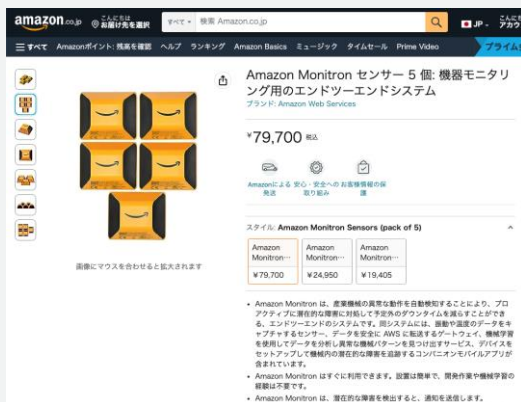 amazon.co.jp
こんにちは
お届け先を選択
すべて
検索 Amazon.co.jp
JP
こんに
アカウ
すべて Amazonポイント: 残高を確認 ヘルプ ランキング Amazon Basics ミュージック タイムセール Prime Video
プライム
Amazon Monitron センサー 5 個: 機器モニタリ
ング用のエンドツーエンドシステム
ブランド: Amazon Web Services
¥79,700 税込
Amazonによる
発送
安心・安全への
取り組み
お客様情報の保
護
スタイル: Amazon Monitron Sensors (pack of 5)
Amazon
Monitron…
¥79,700
Amazon
Monitron…
¥24,950
Amazon
Monitron…
¥19,405
画像にマウスを合わせると拡大されます
• Amazon Monitron は、産業機械の異常な動作を自動検知することにより、プロ
アクティブに潜在的な障害に対処して予定外のダウンタイムを減らすことができ
る、エンドツーエンドのシステムです。同システムには、振動や温度のデータをキ
ャプチャするセンサー、データを安全に AWS に転送するゲートウェイ、機械学習
を使用してデータを分析し異常な機械パターンを見つけ出すサービス、デバイスを
セットアップして機械内の潜在的な障害を追跡するコンパニオンモバイルアプリが
含まれています。
• Amazon Monitron はすぐに利用できます。設置は簡単で、開発作業や機械学習の
経験は不要です。
• Amazon Monitron は、潜在的な障害を検出すると、通知を送信します。